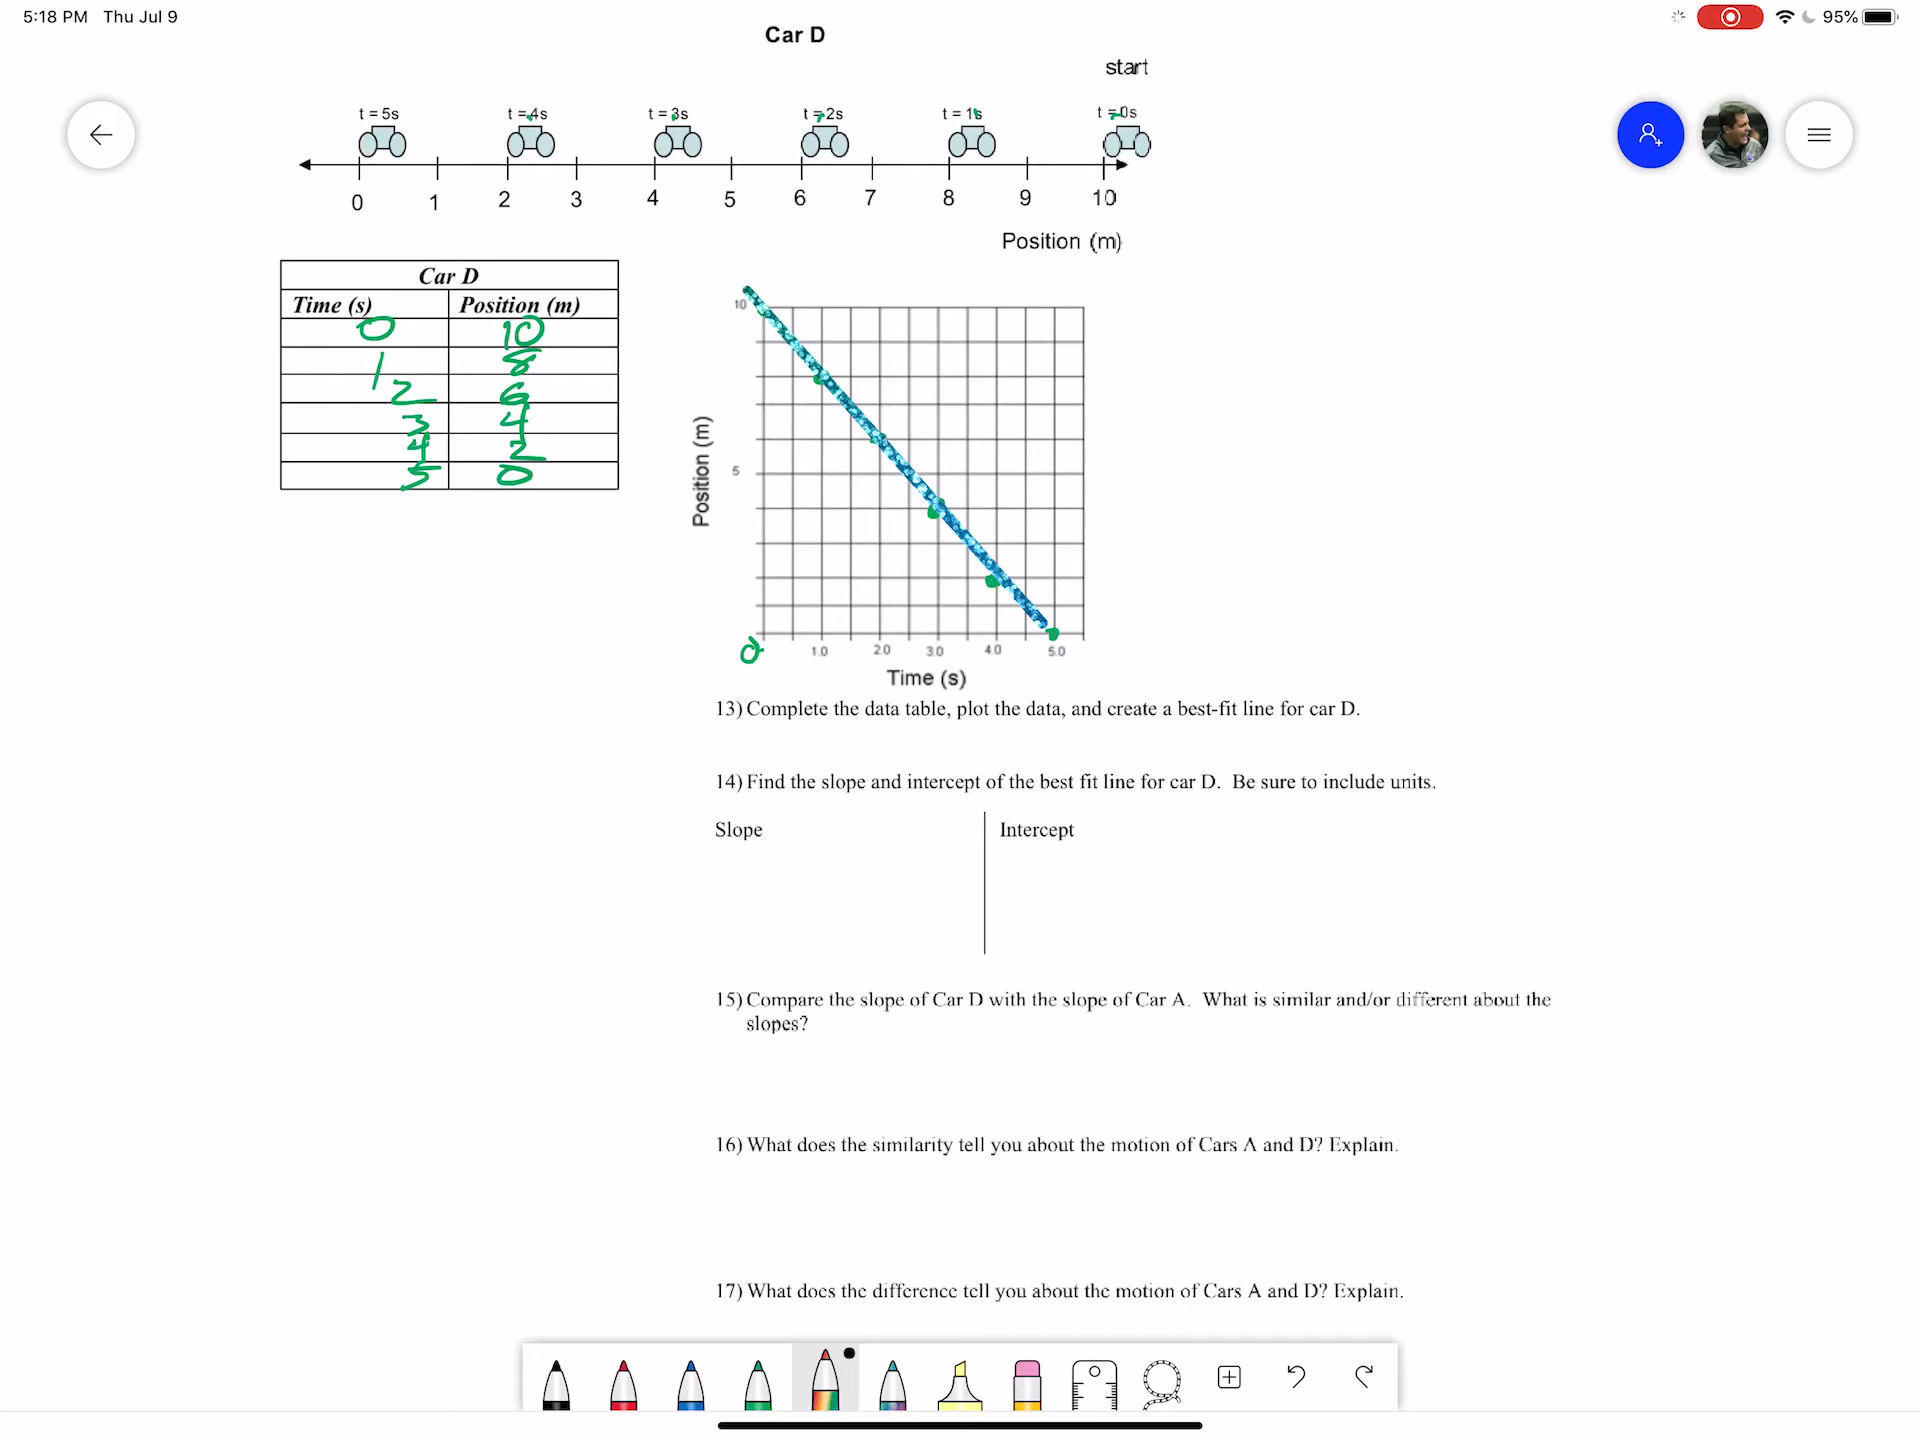 5:18 PM Thu Jul 9
95%
Car D
start
t = 5s t = 4s t = 3s t = 2s t = 1s t = 0s
0 1 2 3 4 5 6 7 8 9 10
Position (m)
Car D
Time (s) Position (m)
0 10
1 8
2 6
3 4
4 2
5 0
10
5
Position (m)
0 1.0 2.0 3.0 4.0 5.0
Time (s)
13) Complete the data table, plot the data, and create a best-fit line for car D.
14) Find the slope and intercept of the best fit line for car D. Be sure to include units.
Slope Intercept
15) Compare the slope of Car D with the slope of Car A. What is similar and/or different about the
slopes?
16) What does the similarity tell you about the motion of Cars A and D? Explain.
17) What does the difference tell you about the motion of Cars A and D? Explain.